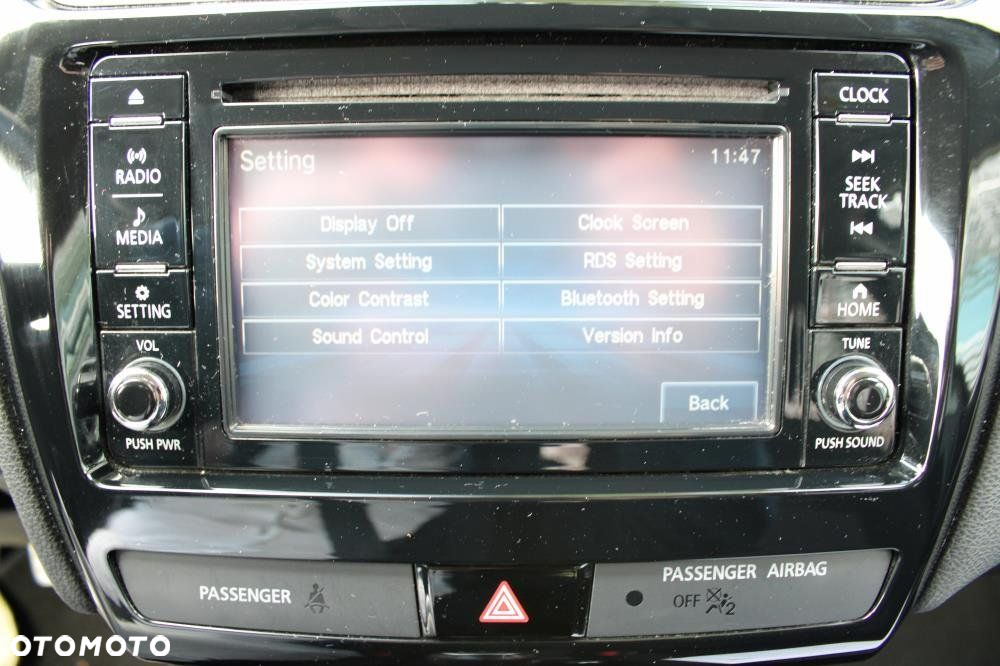 CLOCK
RADIO
MEDIA
SETTING
VOL
PUSH PWR
Setting
11:47
Display Off
Clock Screen
System Setting
RDS Setting
Color Contrast
Bluetooth Setting
Sound Control
Version Info
Back
SEEK
TRACK
HOME
TUNE
PUSH SOUND
PASSENGER
PASSENGER AIRBAG
OFF
2
OTOMOTO